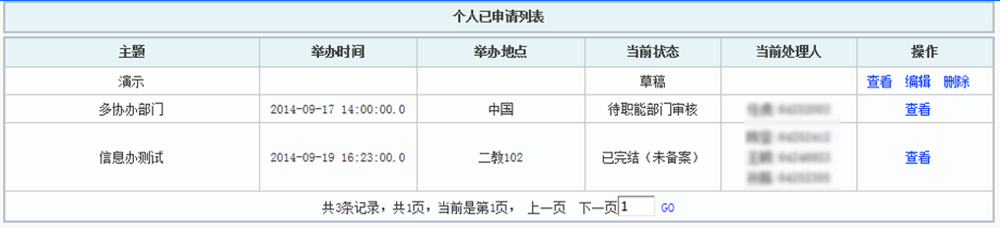 个人已申请列表
主题 举办时间 举办地点 当前状态 当前处理人 操作
演示 草稿 查看 编辑 删除
多协办部门 2014-09-17 14:00:00.0 中国 待职能部门审核 查看
信息办测试 2014-09-19 16:23:00.0 二教102 已完结（未备案） 查看
共3条记录，共1页，当前是第1页， 上一页 下一页 1 GO